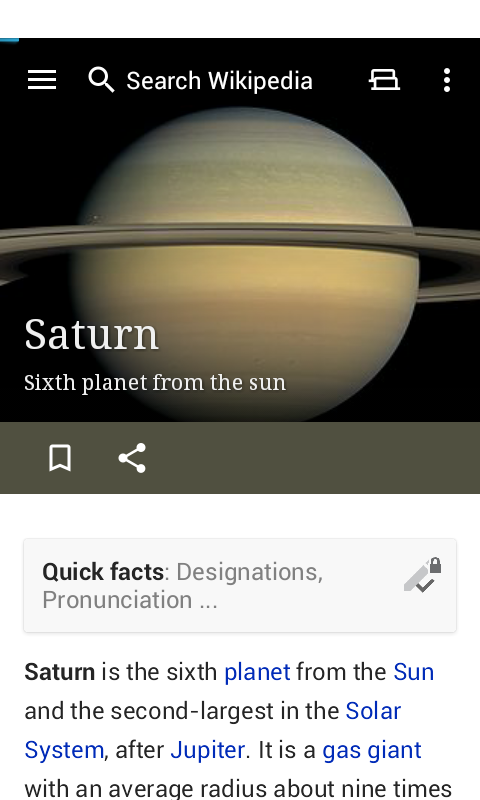 Search Wikipedia
Saturn
Sixth planet from the sun
Quick facts: Designations,
Pronunciation ...
Saturn is the sixth planet from the Sun
and the second-largest in the Solar
System, after Jupiter. It is a gas giant
with an average radius about nine times